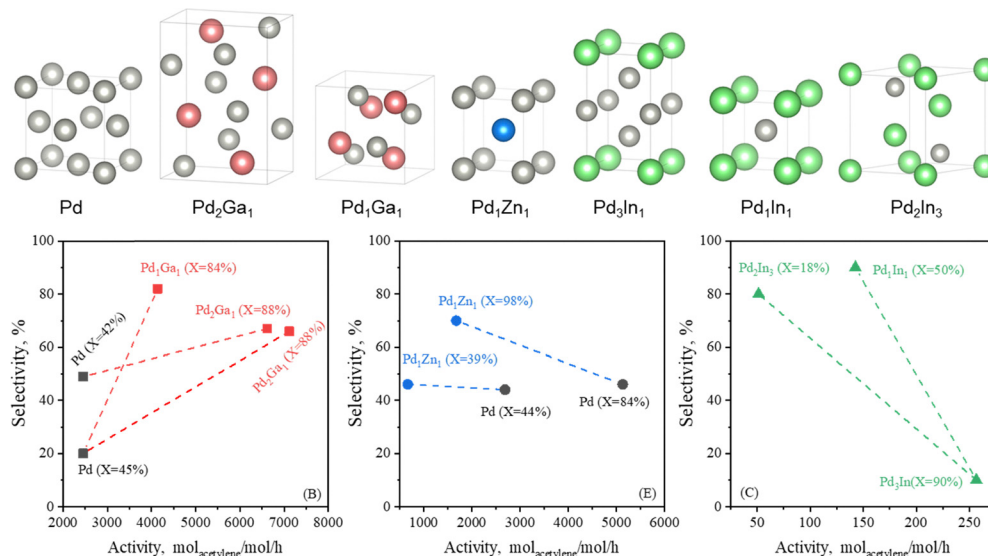 Pd
Pd₂Ga₁
Pd₁Ga₁
Pd₁Zn₁
Pd₃In₁
Pd₁In₁
Pd₂In₃
Selectivity, %
100
80
60
40
20
0
Pd₁Ga₁ (X=84%)
Pd₂Ga₁ (X=88%)
Pd (X=42%)
Pd₂Ga₁ (X=88%)
Pd (X=45%)
(B)
2000 3000 4000 5000 6000 7000 8000
Activity, mol_acetylene/mol/h
Selectivity, %
100
80
60
40
20
0
Pd₁Zn₁ (X=98%)
Pd₁Zn₁ (X=39%)
Pd (X=44%)
Pd (X=84%)
(E)
1000 2000 3000 4000 5000 6000
Activity, mol_acetylene/mol/h
Selectivity, %
100
80
60
40
20
0
Pd₂In₃ (X=18%)
Pd₁In₁ (X=50%)
Pd₃In(X=90%)
(C)
50 100 150 200 250
Activity, mol_acetylene/mol/h